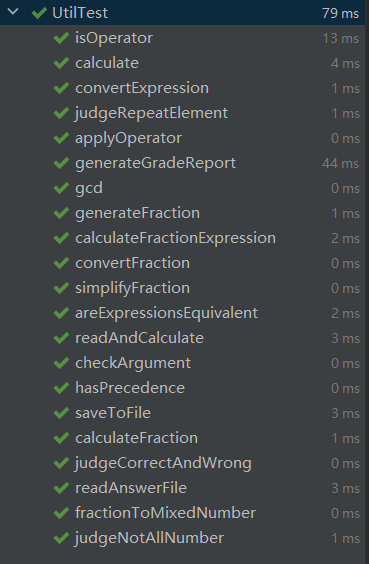 UtilTest 79 ms
isOperator 13 ms
calculate 4 ms
convertExpression 1 ms
judgeRepeatElement 1 ms
applyOperator 0 ms
generateGradeReport 44 ms
gcd 0 ms
generateFraction 1 ms
calculateFractionExpression 2 ms
convertFraction 0 ms
simplifyFraction 0 ms
areExpressionsEquivalent 2 ms
readAndCalculate 3 ms
checkArgument 0 ms
hasPrecedence 0 ms
saveToFile 3 ms
calculateFraction 1 ms
judgeCorrectAndWrong 0 ms
readAnswerFile 3 ms
fractionToMixedNumber 0 ms
judgeNotAllNumber 1 ms